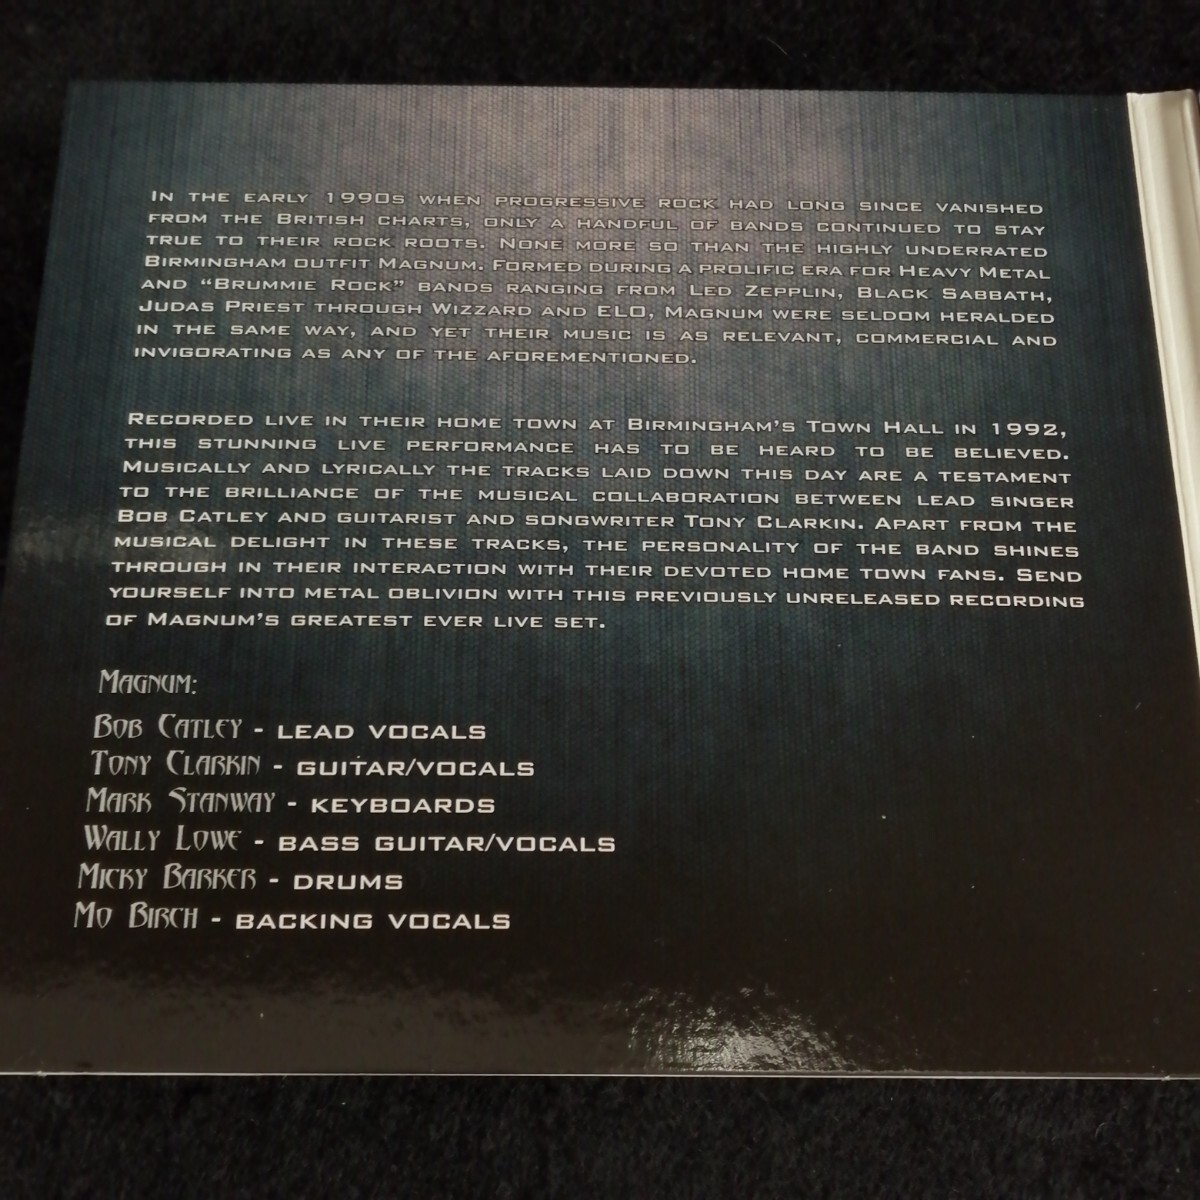 In the early 1990s when progressive rock had long since vanished
from the British charts, only a handful of bands continued to stay
true to their rock roots. None more so than the highly underrated
Birmingham outfit Magnum. Formed during a prolific era for Heavy Metal
and “Brummie Rock” bands ranging from Led Zepplin, Black Sabbath,
Judas Priest through Wizzard and ELO, Magnum were seldom heralded
in the same way, and yet their music is as relevant, commercial and
invigorating as any of the aforementioned.
Recorded live in their home town at Birmingham's Town Hall in 1992,
this stunning live performance has to be heard to be believed.
Musically and lyrically the tracks laid down this day are a testament
to the brilliance of the musical collaboration between lead singer
Bob Catley and guitarist and songwriter Tony Clarkin. Apart from the
musical delight in these tracks, the personality of the band shines
through in their interaction with their devoted home town fans. Send
yourself into metal oblivion with this previously unreleased recording
of Magnum's greatest ever live set.
Magnum:
Bob Catley - lead vocals
Tony Clarkin - guitar/vocals
Mark Stanway - keyboards
Wally Lowe - bass guitar/vocals
Micky Barker - drums
Mo Birch - backing vocals